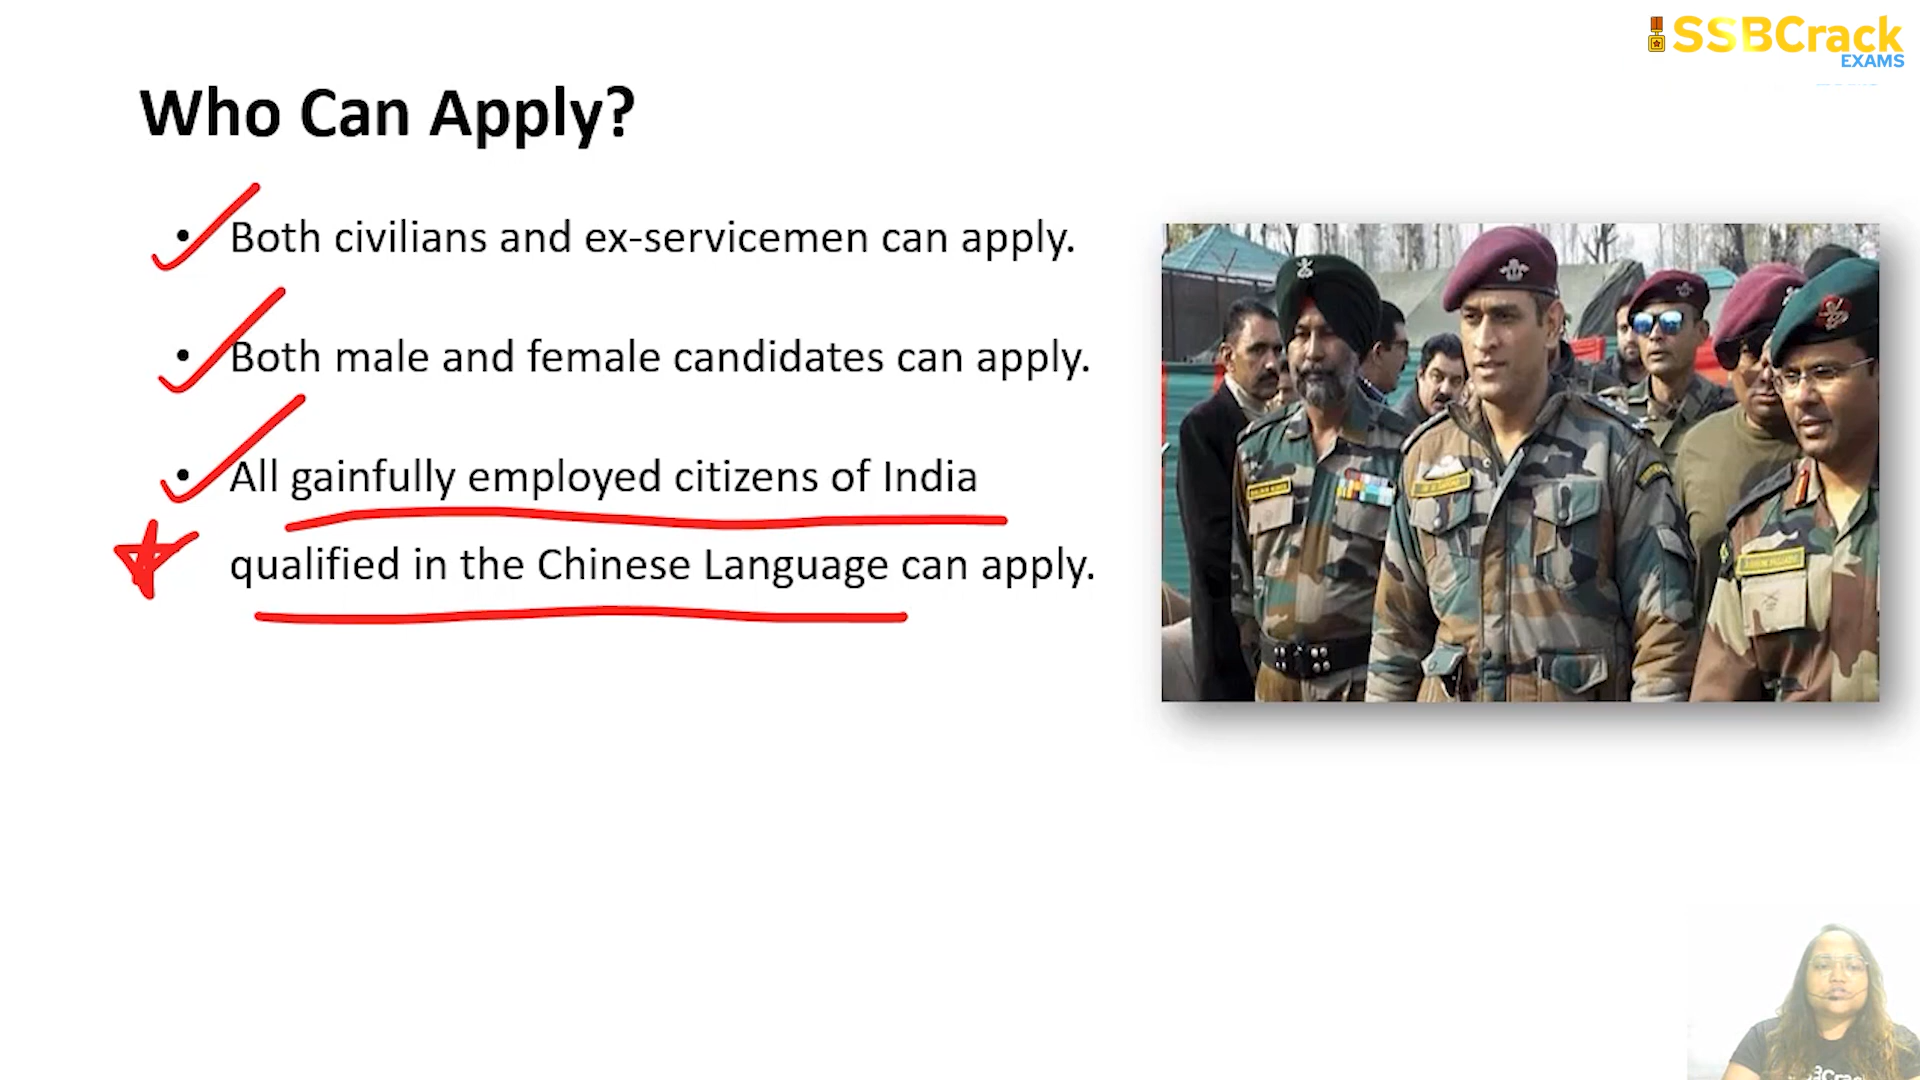 SSBCrack
EXAMS
Who Can Apply?
• Both civilians and ex-servicemen can apply.
• Both male and female candidates can apply.
• All gainfully employed citizens of India
qualified in the Chinese Language can apply.